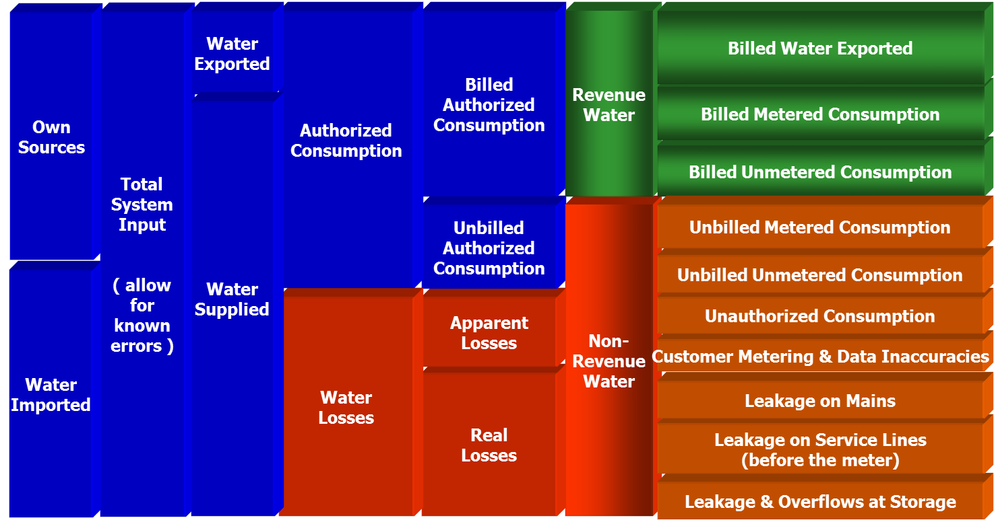 Own
Sources
Water
Imported
Total
System
Input
( allow
for
known
errors )
Water
Exported
Water
Supplied
Authorized
Consumption
Water
Losses
Billed
Authorized
Consumption
Unbilled
Authorized
Consumption
Apparent
Losses
Real
Losses
Revenue
Water
Non-
Revenue
Water
Billed Water Exported
Billed Metered Consumption
Billed Unmetered Consumption
Unbilled Metered Consumption
Unbilled Unmetered Consumption
Unauthorized Consumption
Customer Metering & Data Inaccuracies
Leakage on Mains
Leakage on Service Lines
(before the meter)
Leakage & Overflows at Storage